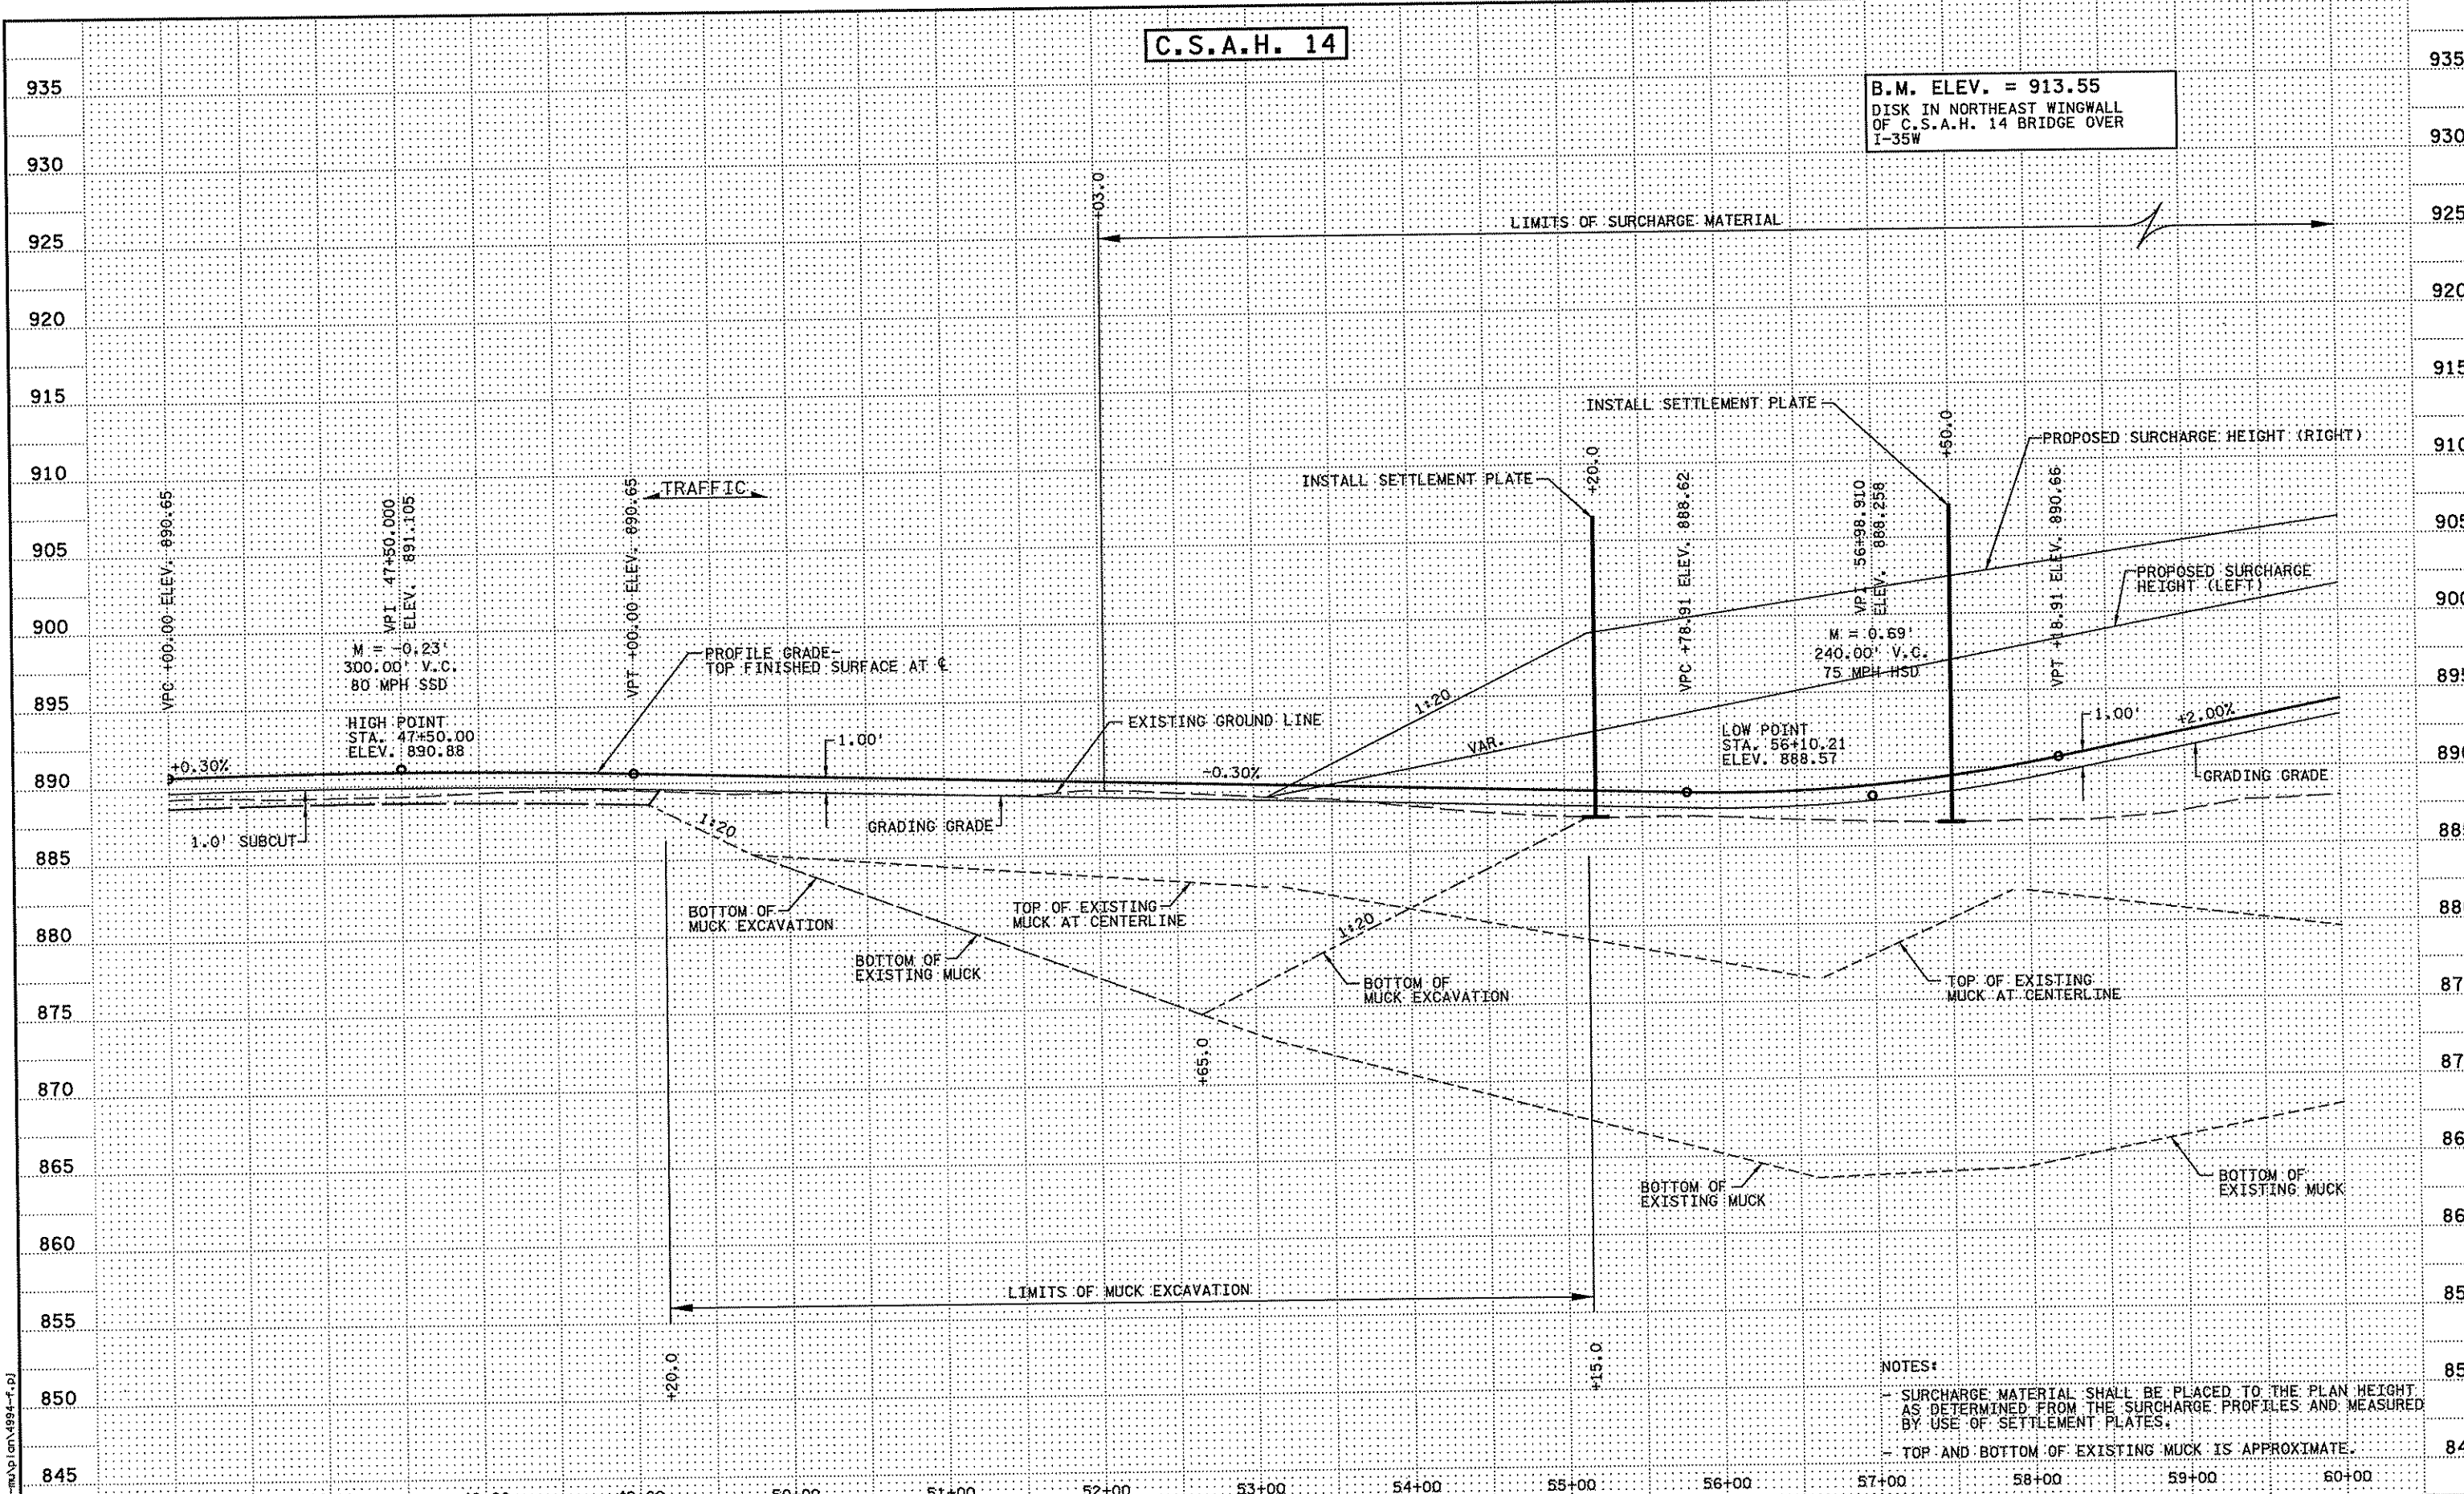 C.S.A.H. 14
B.M. ELEV. = 913.55
DISK IN NORTHEAST WINGWALL
OF C.S.A.H. 14 BRIDGE OVER
I-35W
935
930
925
920
915
910
905
900
895
890
885
880
875
870
865
860
855
850
845
935
930
925
920
+03.0
LIMITS OF SURCHARGE MATERIAL
INSTALL SETTLEMENT PLATE
+50.0
PROPOSED SURCHARGE HEIGHT (RIGHT)
INSTALL SETTLEMENT PLATE
+20.0
VPC +00.00 ELEV. 890.65
VPI 47+50.000
ELEV. 891.105
VPT +00.00 ELEV. 890.65
TRAFFIC
VPC +78.91 ELEV. 888.62
VPI 56+98.910
ELEV. 888.258
VPT +18.91 ELEV. 890.66
PROPOSED SURCHARGE
HEIGHT (LEFT)
M = -0.23'
300.00' V.C.
80 MPH SSD
HIGH POINT
STA. 47+50.00
ELEV. 890.88
PROFILE GRADE-
TOP FINISHED SURFACE AT ℄
M = 0.69'
240.00' V.C.
75 MPH HSD
1:20
EXISTING GROUND LINE
1.00'
VAR.
LOW POINT
STA. 56+10.21
ELEV. 888.57
1.00'
+2.00%
+0.30%
-0.30%
GRADING GRADE
1.0' SUBCUT
1:20
GRADING GRADE
BOTTOM OF
MUCK EXCAVATION
TOP OF EXISTING
MUCK AT CENTERLINE
1:20
BOTTOM OF
EXISTING MUCK
BOTTOM OF
MUCK EXCAVATION
TOP OF EXISTING
MUCK AT CENTERLINE
+65.0
BOTTOM OF
EXISTING MUCK
BOTTOM OF
EXISTING MUCK
LIMITS OF MUCK EXCAVATION
+20.0
+15.0
NOTES:
- SURCHARGE MATERIAL SHALL BE PLACED TO THE PLAN HEIGHT
AS DETERMINED FROM THE SURCHARGE PROFILES AND MEASURED
BY USE OF SETTLEMENT PLATES.
- TOP AND BOTTOM OF EXISTING MUCK IS APPROXIMATE.
51+00
52+00
53+00
54+00
55+00
56+00
57+00
58+00
59+00
60+00